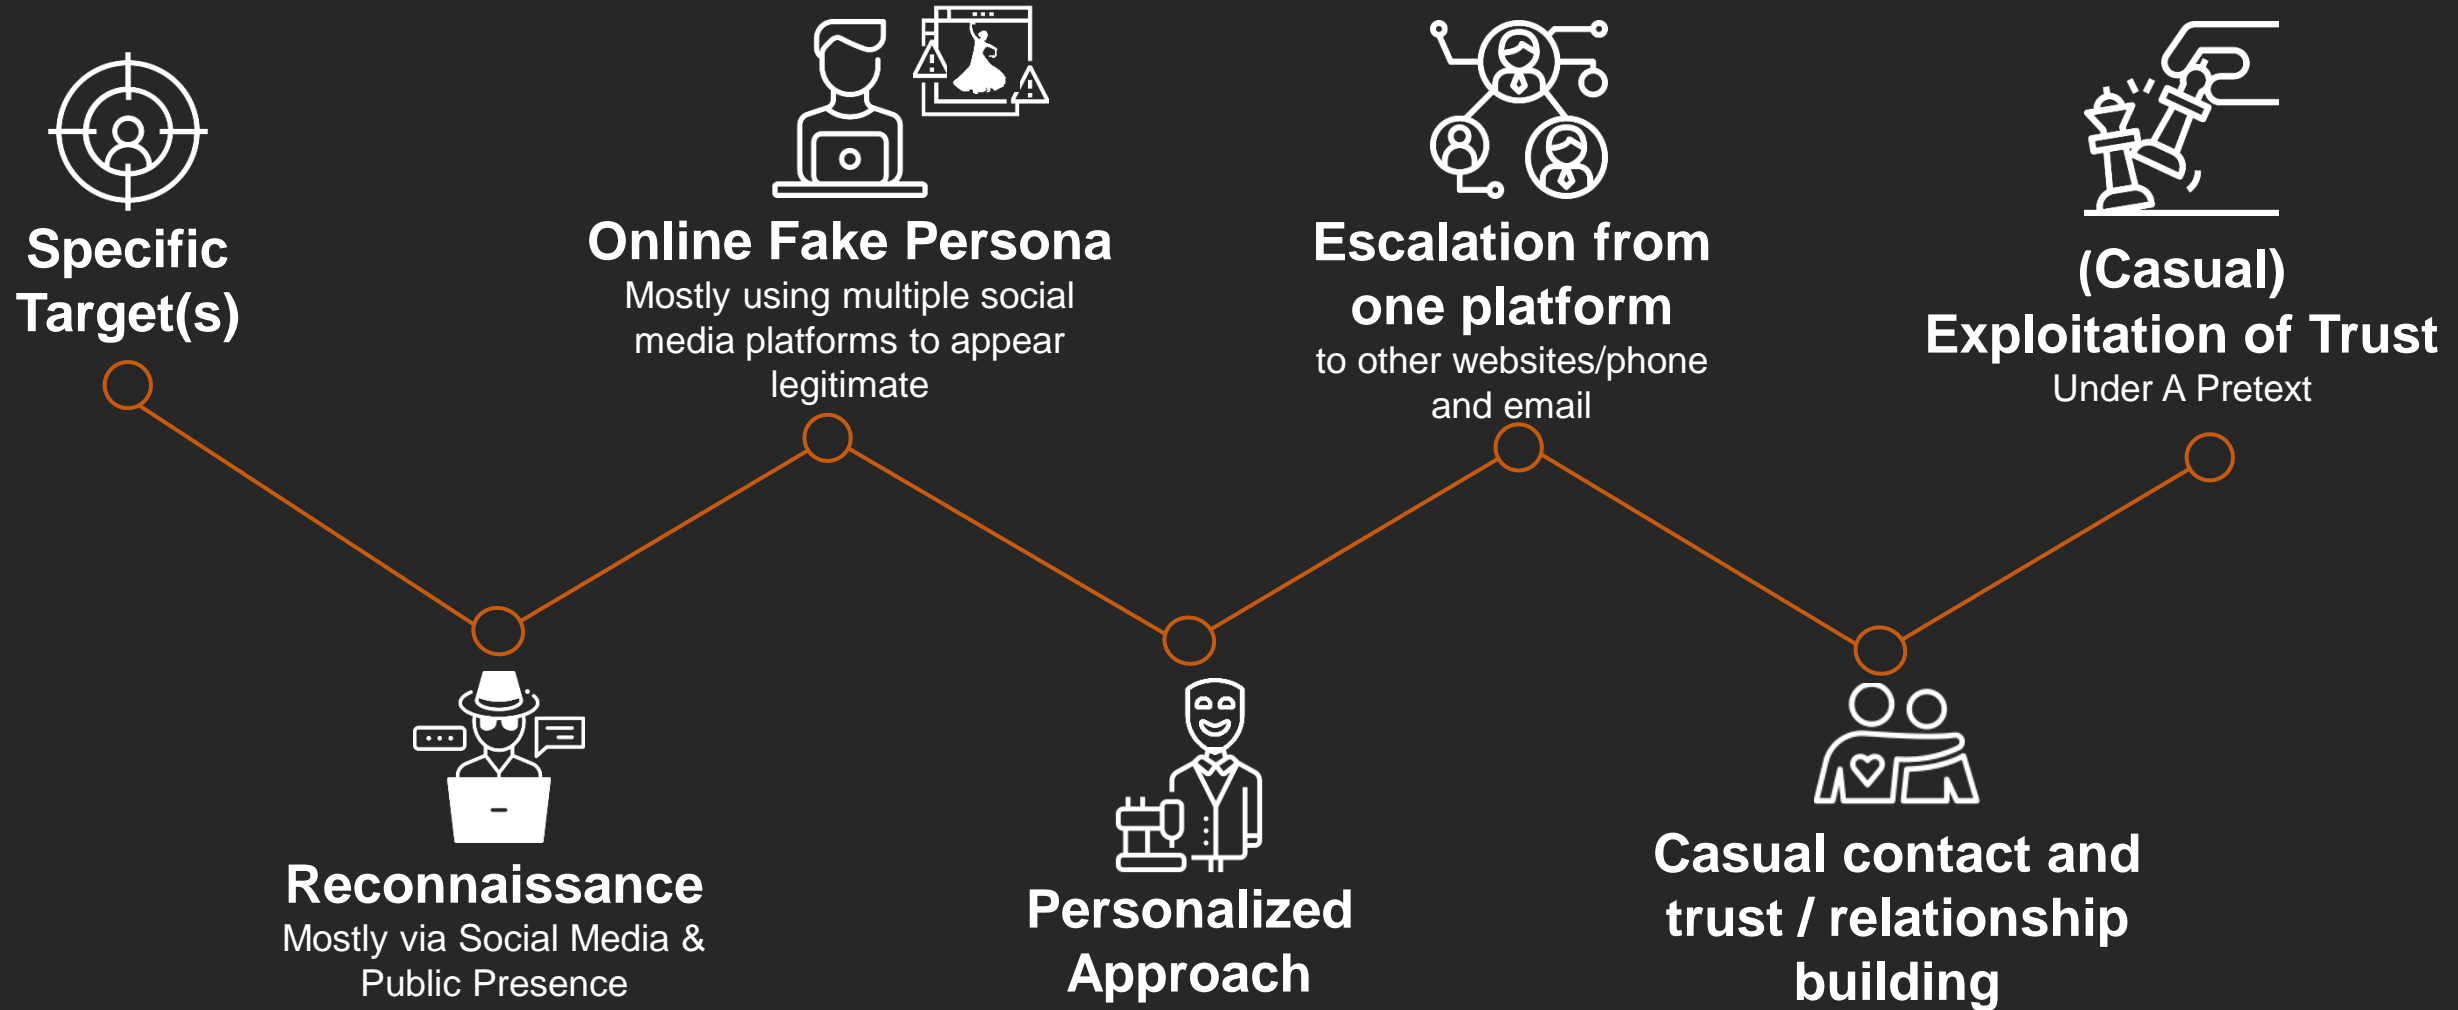 Specific
Target(s)
Reconnaissance
Mostly via Social Media &
Public Presence
Online Fake Persona
Mostly using multiple social
media platforms to appear
legitimate
Personalized
Approach
Escalation from
one platform
to other websites/phone
and email
Casual contact and
trust / relationship
building
(Casual)
Exploitation of Trust
Under A Pretext